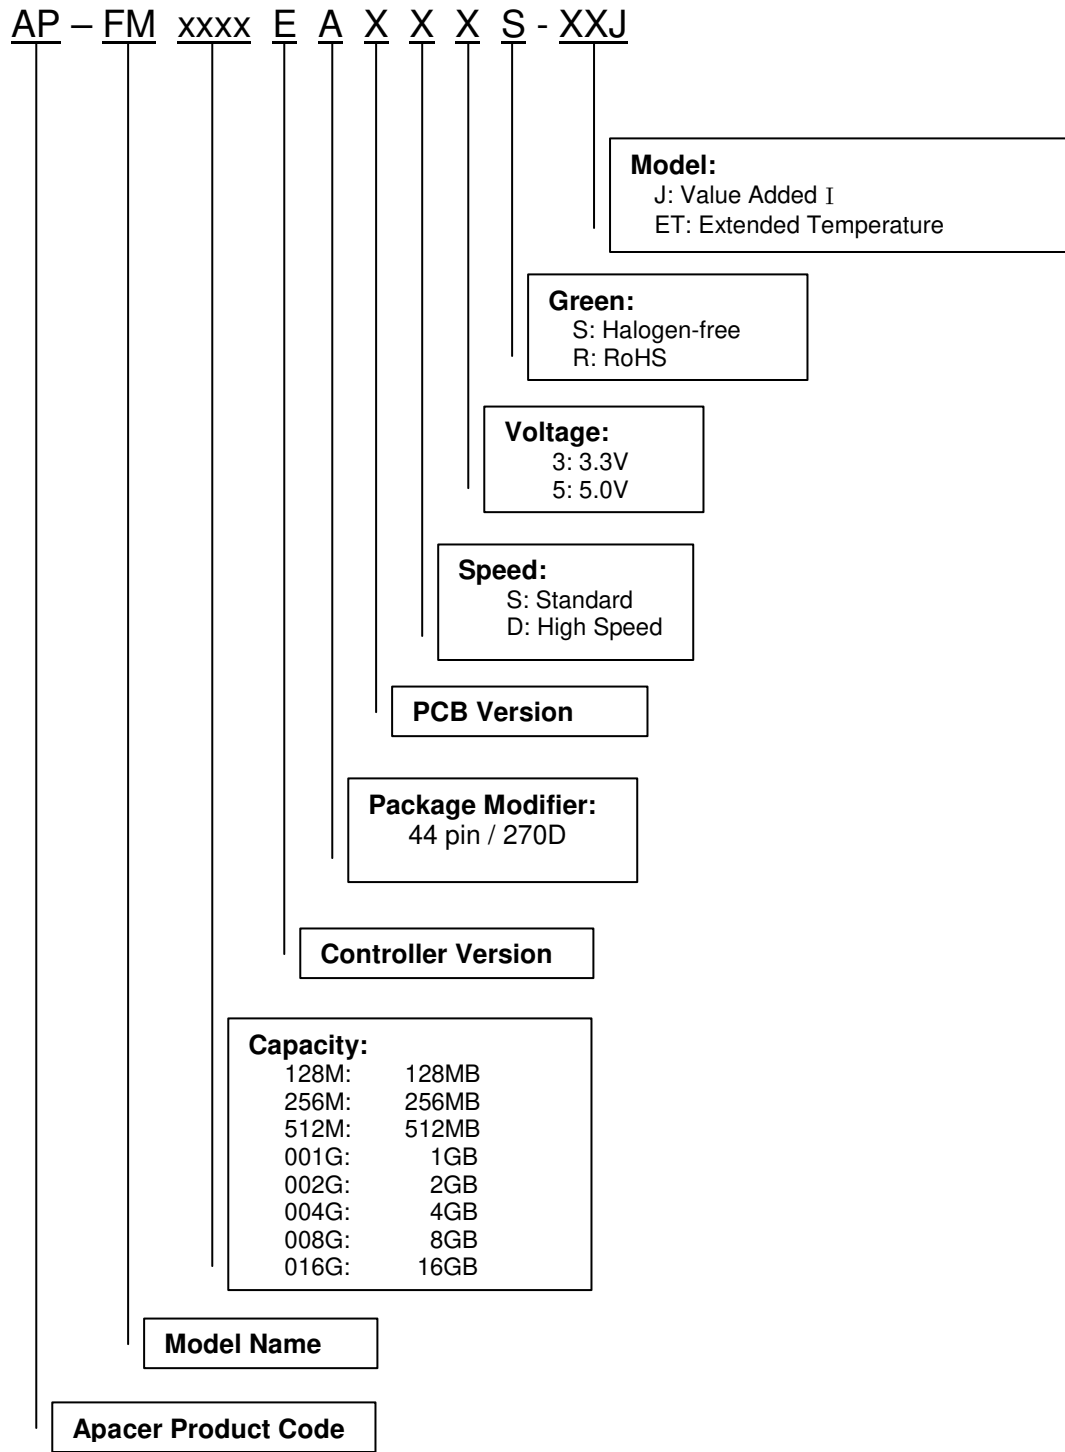 AP – FM xxxx E A X X X S - XXJ
Model:
J: Value Added I
ET: Extended Temperature
Green:
S: Halogen-free
R: RoHS
Voltage:
3: 3.3V
5: 5.0V
Speed:
S: Standard
D: High Speed
PCB Version
Package Modifier:
44 pin / 270D
Controller Version
Capacity:
128M: 128MB
256M: 256MB
512M: 512MB
001G: 1GB
002G: 2GB
004G: 4GB
008G: 8GB
016G: 16GB
Model Name
Apacer Product Code